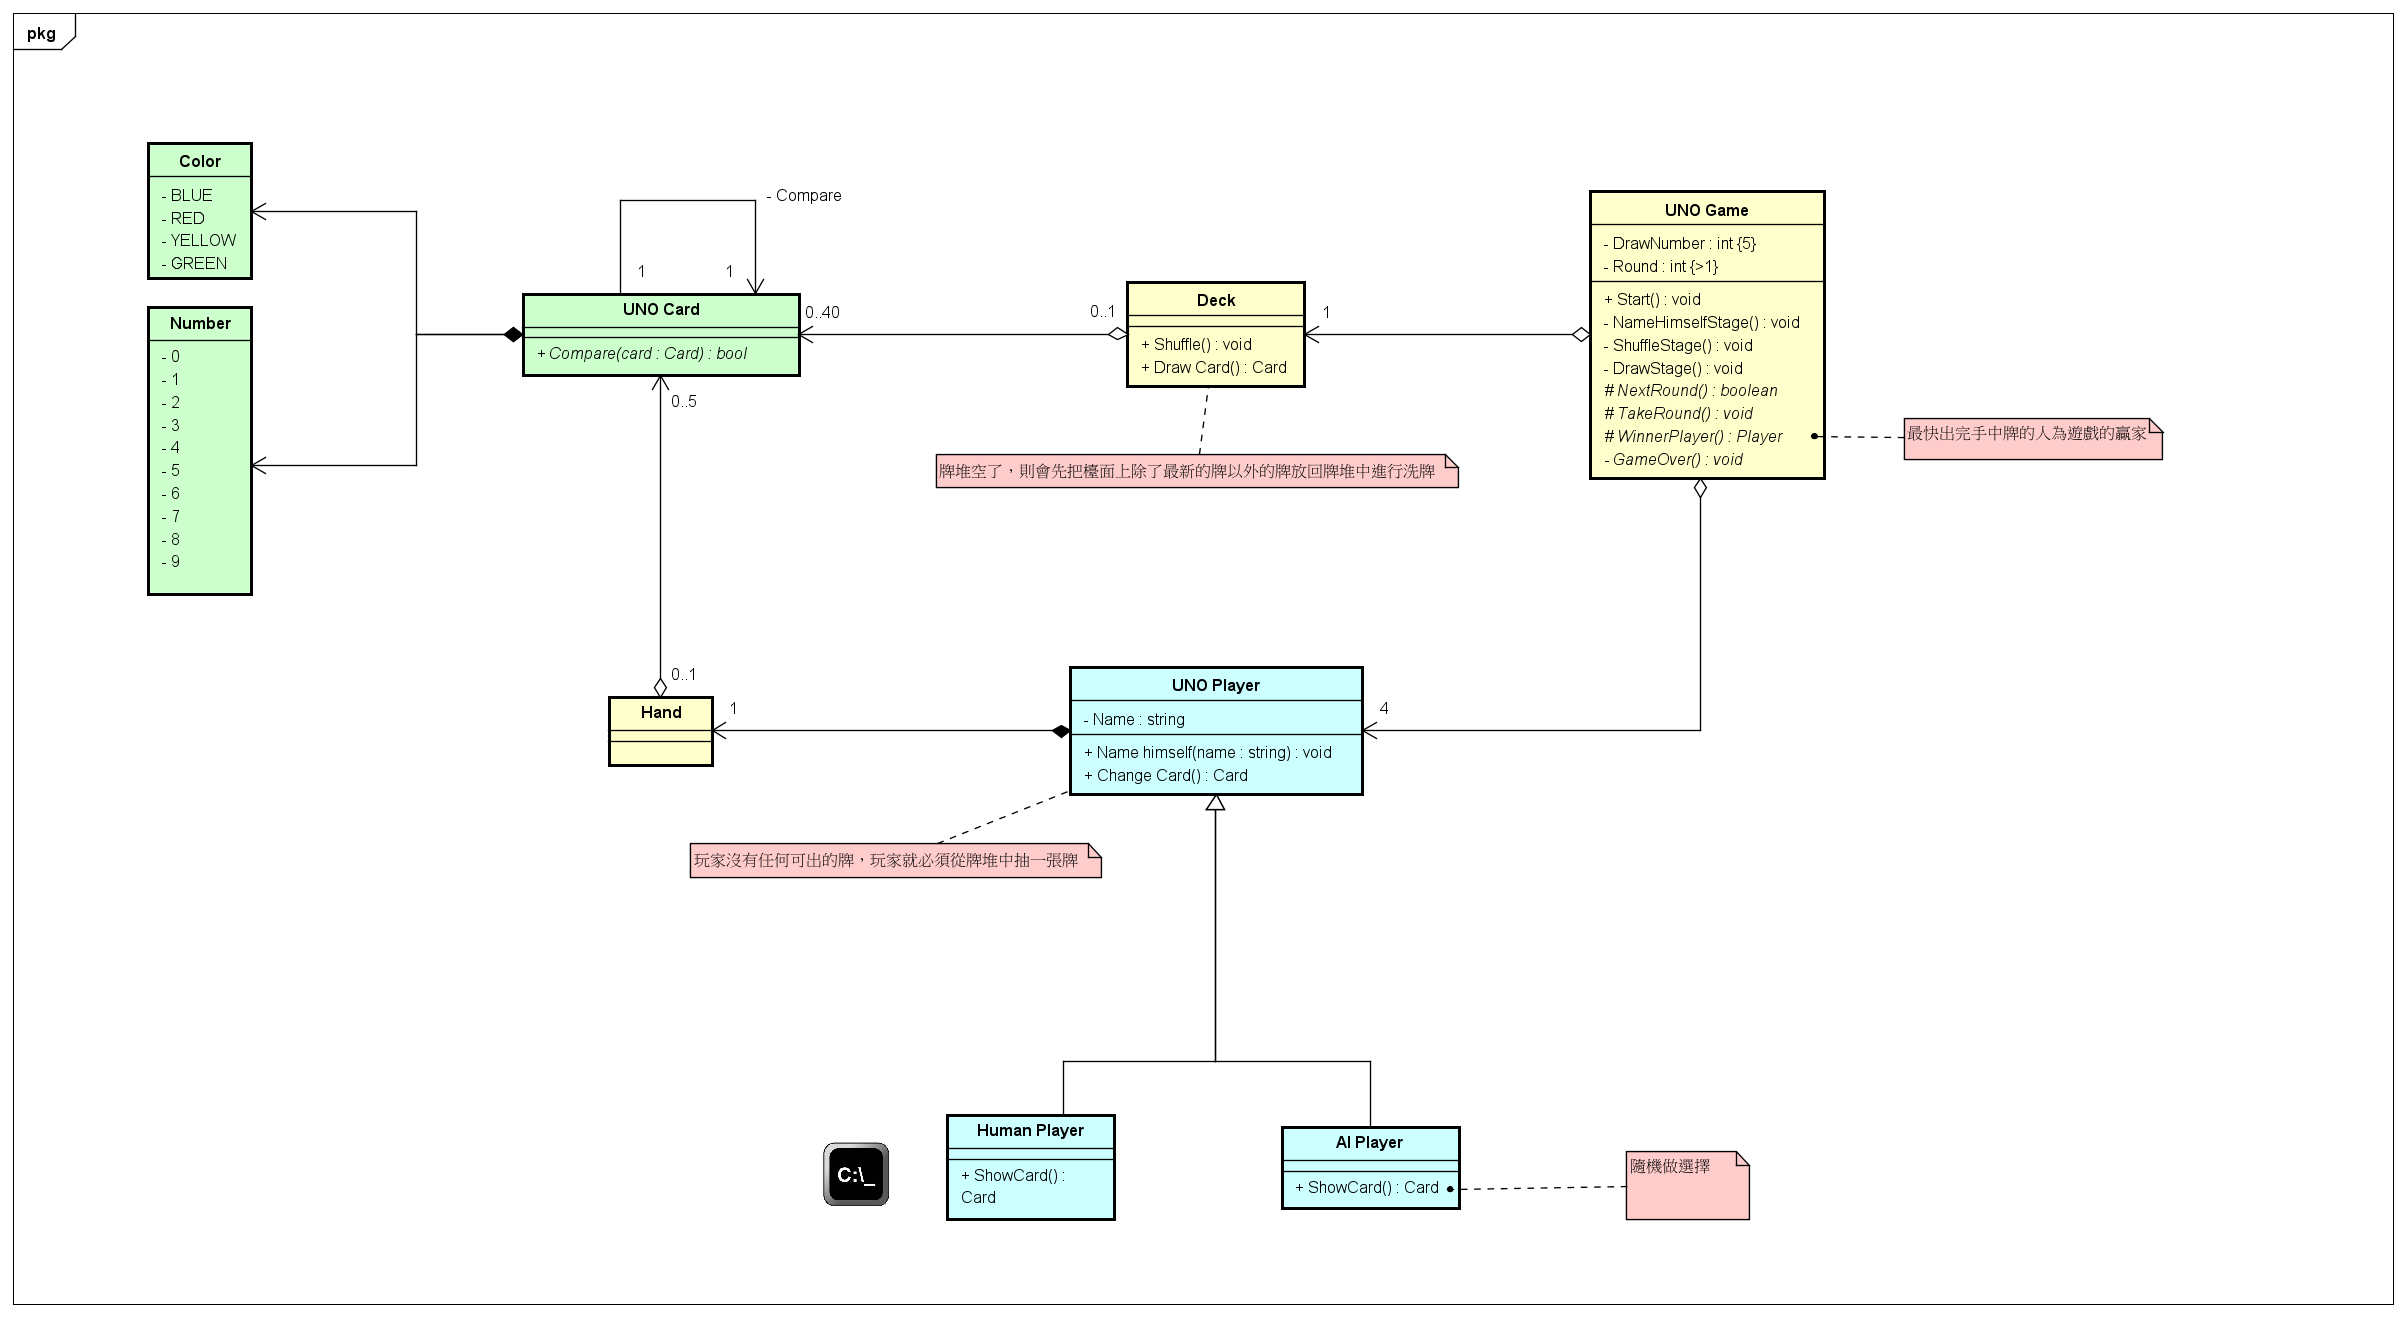 pkg
Color
- BLUE
- RED
- YELLOW
- GREEN
Number
- 0
- 1
- 2
- 3
- 4
- 5
- 6
- 7
- 8
- 9
- Compare
1
1
UNO Card
+ Compare(card : Card) : bool
0..40
0..5
0..1
Deck
+ Shuffle() : void
+ Draw Card() : Card
1
牌堆空了，則會先把檯面上除了最新的牌以外的牌放回牌堆中進行洗牌
UNO Game
- DrawNumber : int {5}
- Round : int {>1}
+ Start() : void
- NameHimselfStage() : void
- ShuffleStage() : void
- DrawStage() : void
# NextRound() : boolean
# TakeRound() : void
# WinnerPlayer() : Player
- GameOver() : void
最快出完手中牌的人為遊戲的贏家
0..1
Hand
1
UNO Player
- Name : string
+ Name himself(name : string) : void
+ Change Card() : Card
4
玩家沒有任何可出的牌，玩家就必須從牌堆中抽一張牌
C:\_
Human Player
+ ShowCard() :
Card
AI Player
+ ShowCard() : Card
隨機做選擇